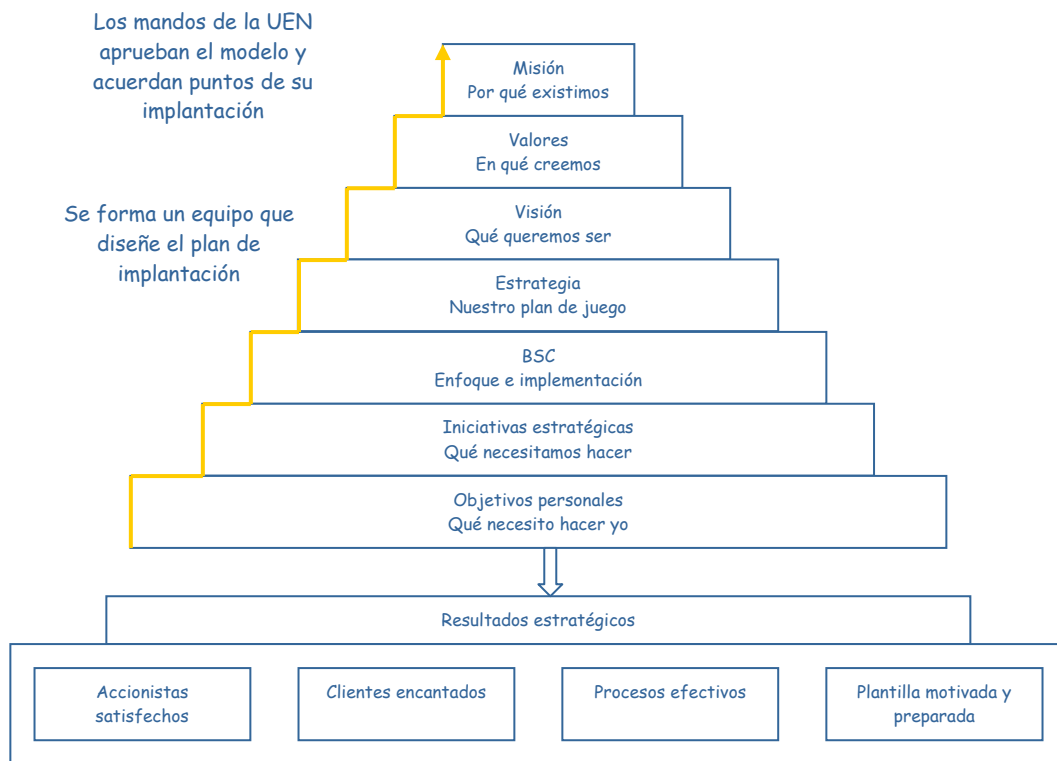 Los mandos de la UEN
aprueban el modelo y
acuerdan puntos de su
implantación
Misión
Por qué existimos
Valores
En qué creemos
Se forma un equipo que
diseñe el plan de
implantación
Visión
Qué queremos ser
Estrategia
Nuestro plan de juego
BSC
Enfoque e implementación
Iniciativas estratégicas
Qué necesitamos hacer
Objetivos personales
Qué necesito hacer yo
Resultados estratégicos
Accionistas
satisfechos
Clientes encantados
Procesos efectivos
Plantilla motivada y
preparada